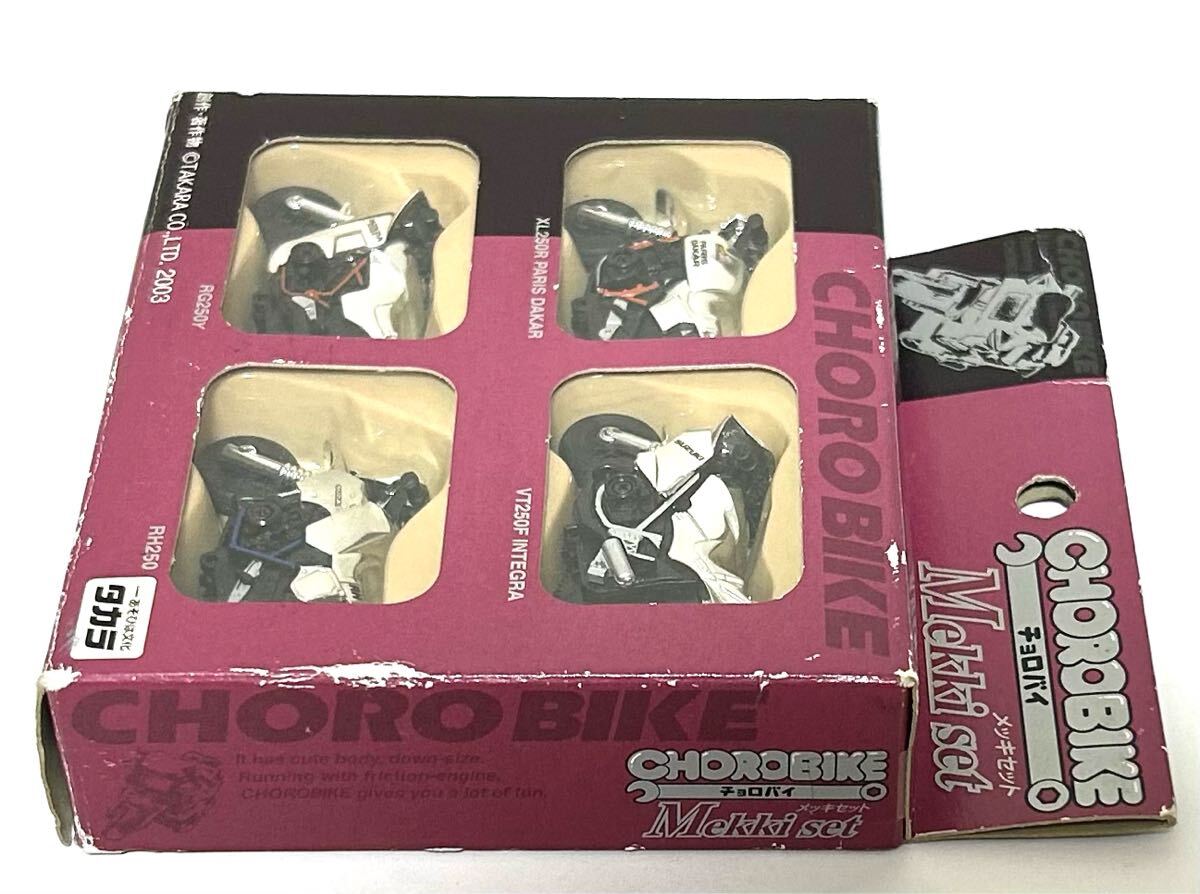 CHOROBIKE
チョロバイ
メッキセット
Mekki set
CHOROBIKE
CHOROBIKE
XL250R PARIS DAKAR
PARIS
DAKAR
RG250Γ
VT250F INTEGRA
SUZUKI
RH250
©TAKARA CO.,LTD. 2003
タカラ
CHOROBIKE
It has cute body, down-size.
Running with friction-engine.
CHOROBIKE gives you a lot of fun.
CHOROBIKE
チョロバイ
メッキセット
Mekki set